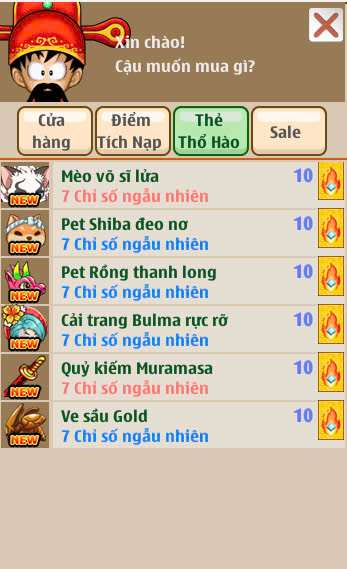 Xin chào!
Cậu muốn mua gì?
Cửa hàng
Điểm Tích Nạp
Thẻ Thổ Hào
Sale
Mèo võ sĩ lửa 10
7 Chỉ số ngẫu nhiên
NEW
Pet Shiba đeo nơ 10
7 Chỉ số ngẫu nhiên
NEW
Pet Rồng thanh long 10
7 Chỉ số ngẫu nhiên
NEW
Cải trang Bulma rực rỡ 10
7 Chỉ số ngẫu nhiên
NEW
Quỷ kiếm Muramasa 10
7 Chỉ số ngẫu nhiên
NEW
Ve sầu Gold 10
7 Chỉ số ngẫu nhiên
NEW